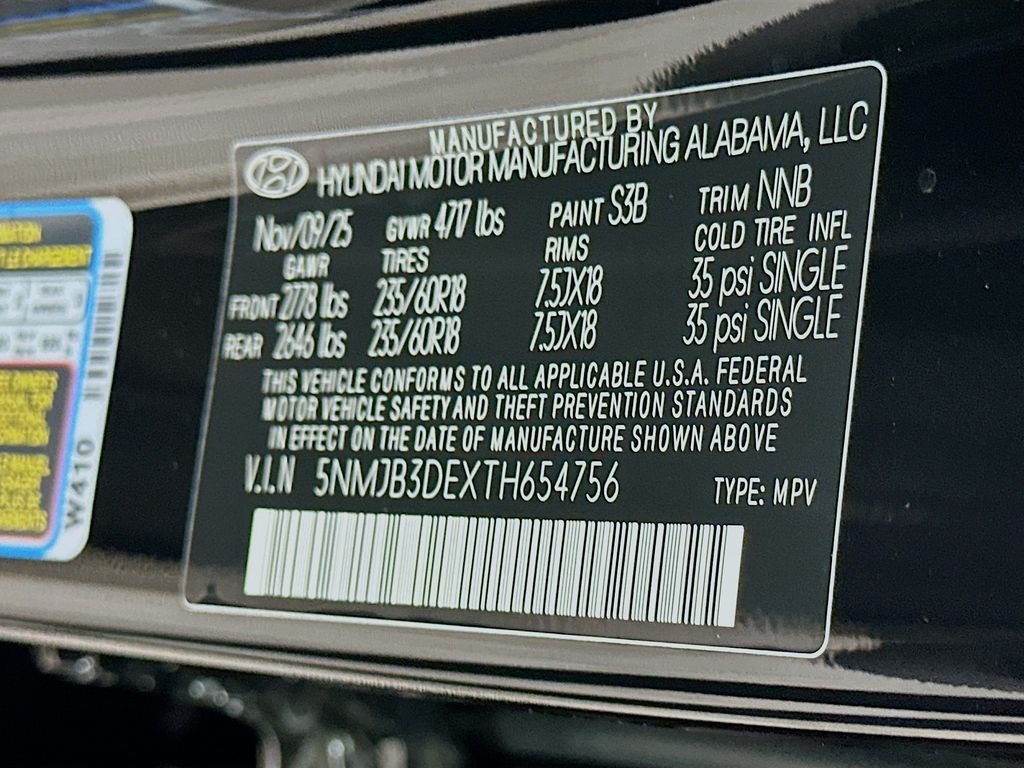 MANUFACTURED BY
HYUNDAI MOTOR MANUFACTURING ALABAMA, LLC
Nov/09/25 GVWR 4717 lbs PAINT S3B TRIM NNB
GAWR TIRES RIMS COLD TIRE INFL
FRONT 2778 lbs 235/60R18 7.5JX18 35 psi SINGLE
REAR 2646 lbs 235/60R18 7.5JX18 35 psi SINGLE
THIS VEHICLE CONFORMS TO ALL APPLICABLE U.S.A. FEDERAL
MOTOR VEHICLE SAFETY AND THEFT PREVENTION STANDARDS
IN EFFECT ON THE DATE OF MANUFACTURE SHOWN ABOVE
V.I.N 5NMJB3DEXTH654756 TYPE: MPV
W410